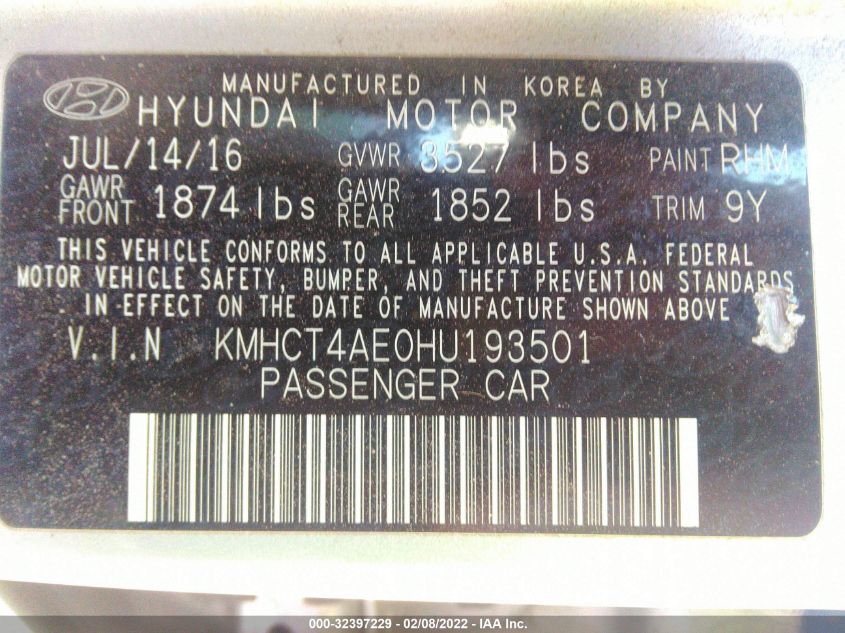 MANUFACTURED IN KOREA BY
HYUNDAI MOTOR COMPANY
JUL/14/16 GVWR 3527 lbs PAINT RHM
GAWR FRONT 1874 lbs GAWR REAR 1852 lbs TRIM 9Y
THIS VEHICLE CONFORMS TO ALL APPLICABLE U.S.A. FEDERAL
MOTOR VEHICLE SAFETY, BUMPER, AND THEFT PREVENTION STANDARDS
IN EFFECT ON THE DATE OF MANUFACTURE SHOWN ABOVE
V.I.N KMHCT4AE0HU193501
PASSENGER CAR
000-32397229 - 02/08/2022 - IAA Inc.